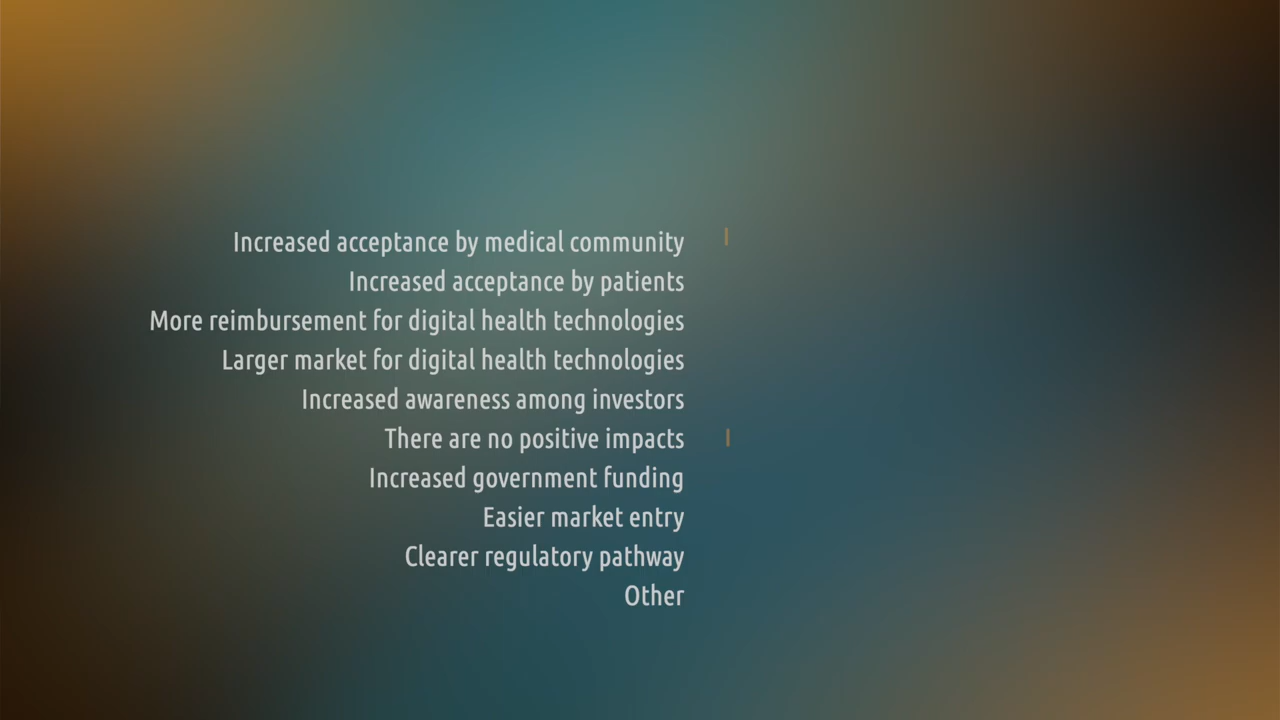 Increased acceptance by medical community
Increased acceptance by patients
More reimbursement for digital health technologies
Larger market for digital health technologies
Increased awareness among investors
There are no positive impacts
Increased government funding
Easier market entry
Clearer regulatory pathway
Other